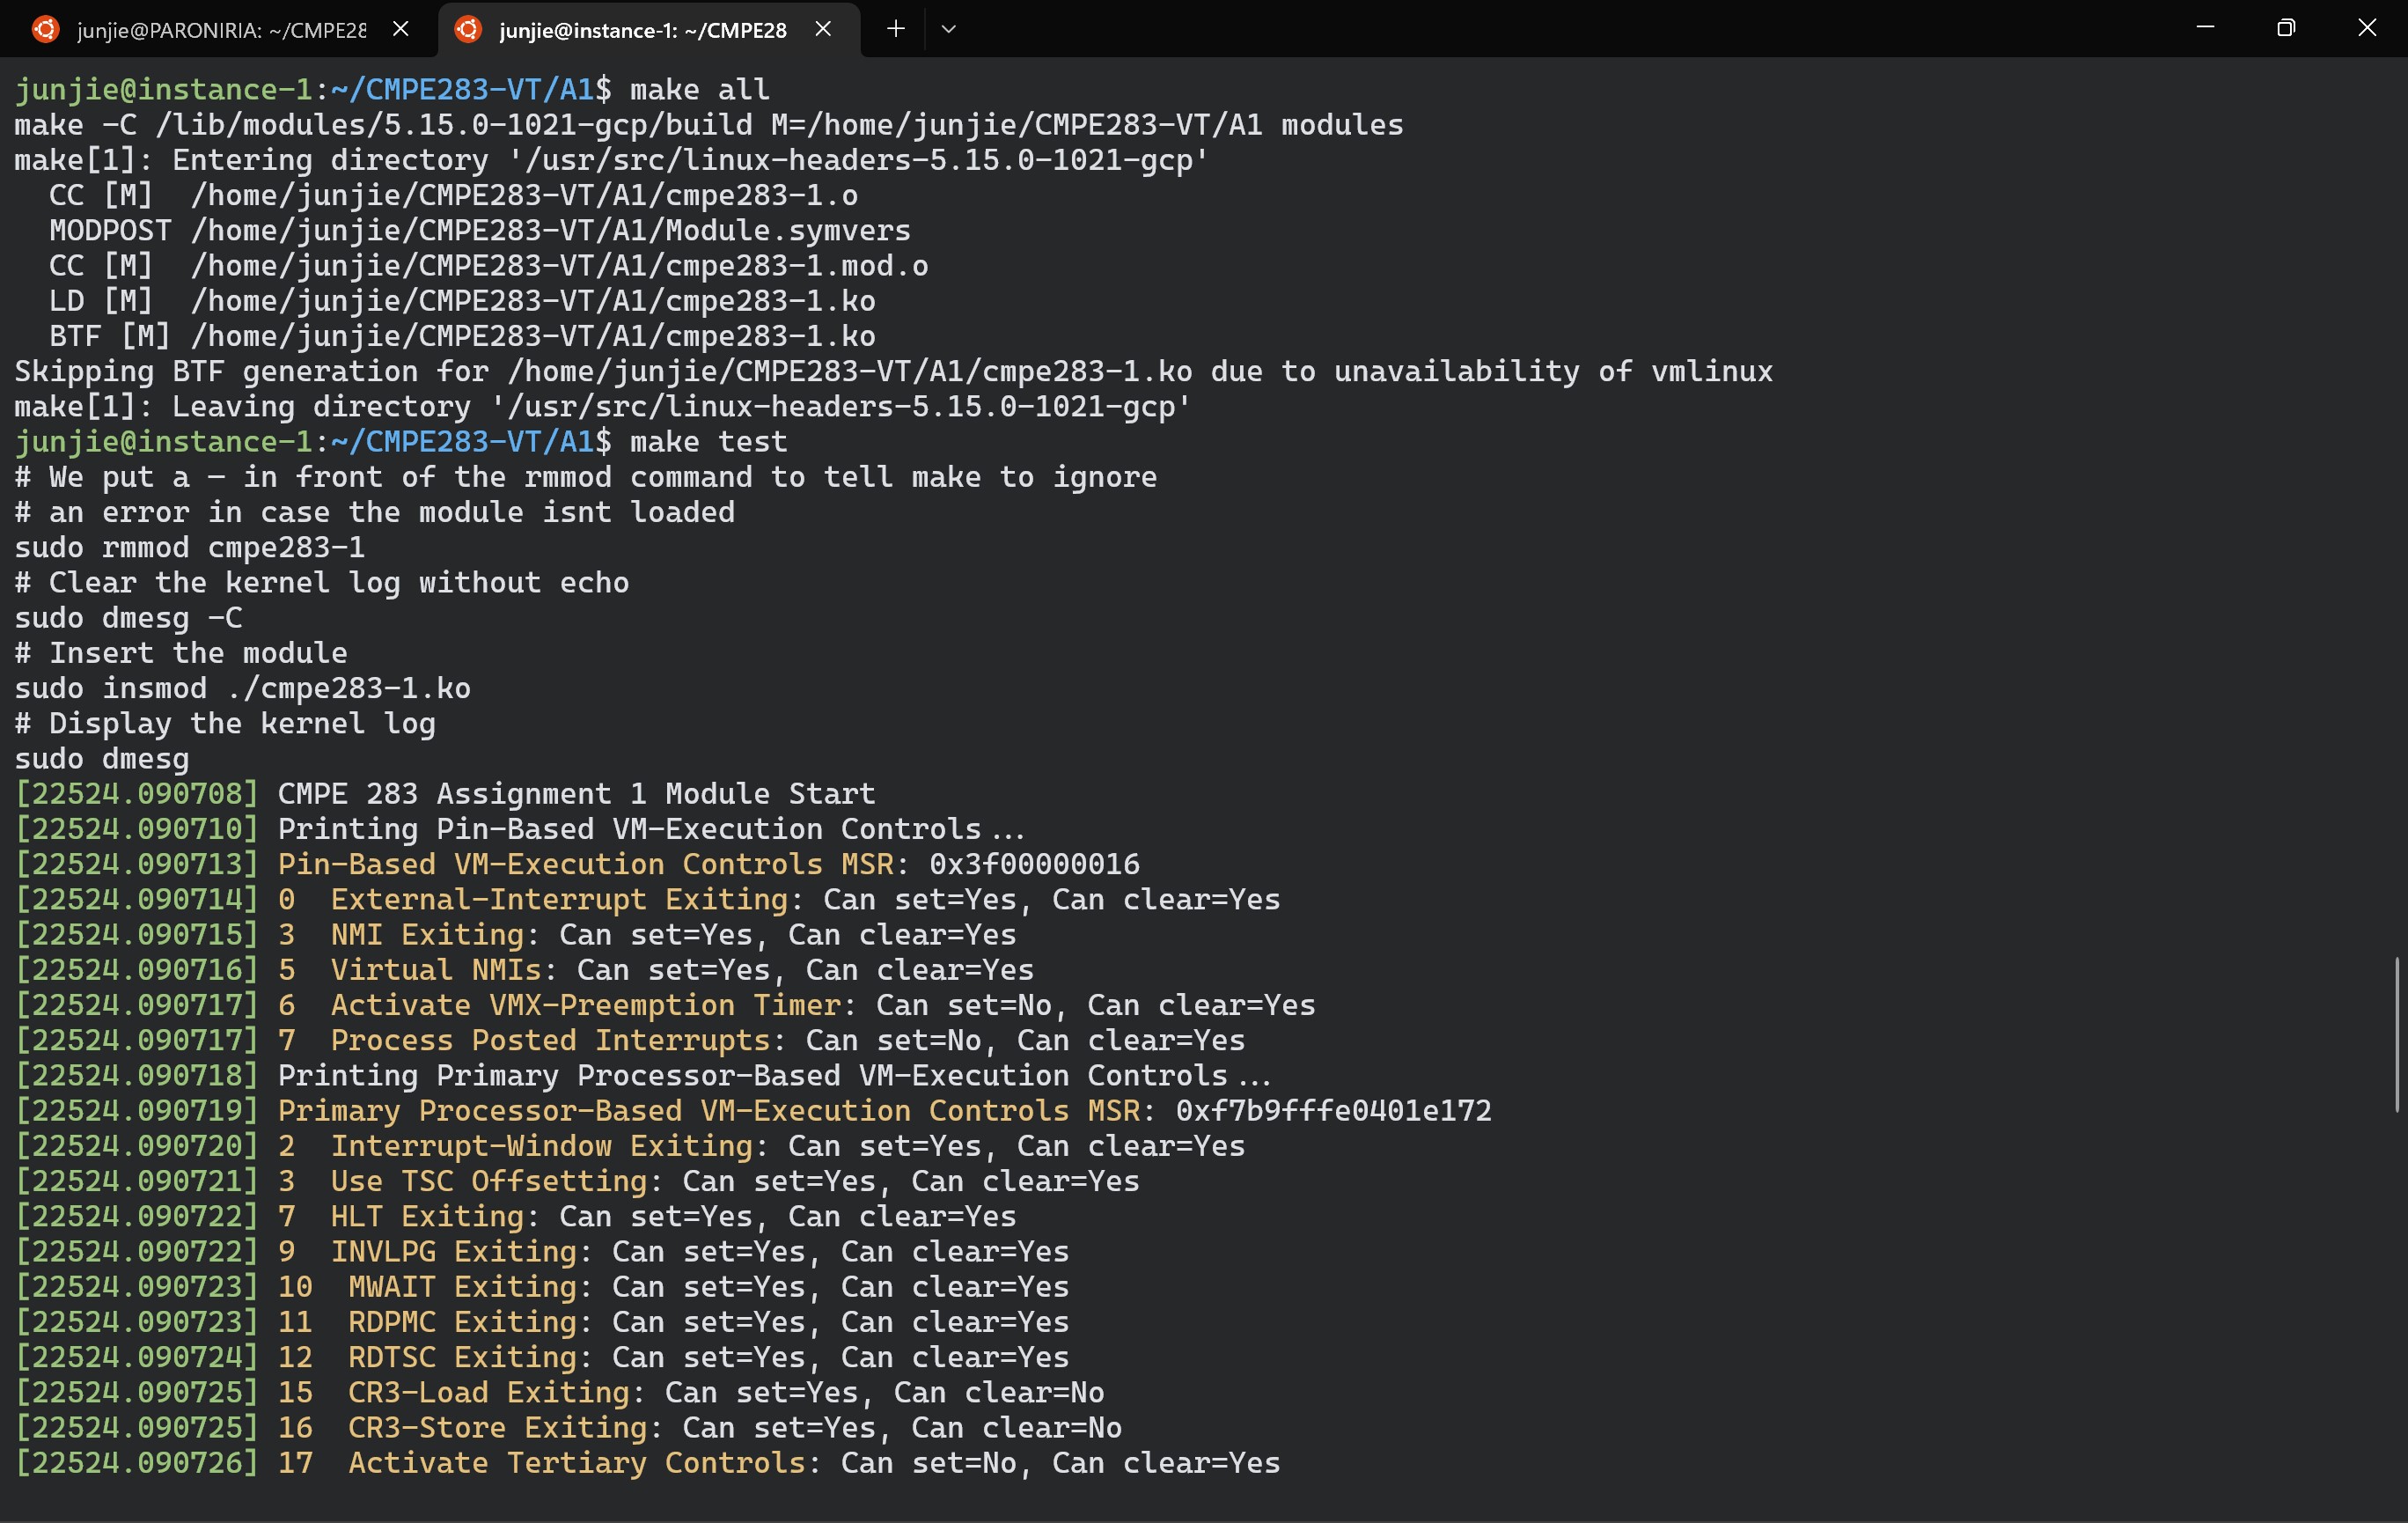 junjie@PARONIRIA: ~/CMPE28
junjie@instance-1: ~/CMPE28
junjie@instance-1:~/CMPE283-VT/A1$ make all
make -C /lib/modules/5.15.0-1021-gcp/build M=/home/junjie/CMPE283-VT/A1 modules
make[1]: Entering directory '/usr/src/linux-headers-5.15.0-1021-gcp'
  CC [M]  /home/junjie/CMPE283-VT/A1/cmpe283-1.o
  MODPOST /home/junjie/CMPE283-VT/A1/Module.symvers
  CC [M]  /home/junjie/CMPE283-VT/A1/cmpe283-1.mod.o
  LD [M]  /home/junjie/CMPE283-VT/A1/cmpe283-1.ko
  BTF [M] /home/junjie/CMPE283-VT/A1/cmpe283-1.ko
Skipping BTF generation for /home/junjie/CMPE283-VT/A1/cmpe283-1.ko due to unavailability of vmlinux
make[1]: Leaving directory '/usr/src/linux-headers-5.15.0-1021-gcp'
junjie@instance-1:~/CMPE283-VT/A1$ make test
# We put a — in front of the rmmod command to tell make to ignore
# an error in case the module isnt loaded
sudo rmmod cmpe283-1
# Clear the kernel log without echo
sudo dmesg -C
# Insert the module
sudo insmod ./cmpe283-1.ko
# Display the kernel log
sudo dmesg
[22524.090708] CMPE 283 Assignment 1 Module Start
[22524.090710] Printing Pin-Based VM-Execution Controls...
[22524.090713] Pin-Based VM-Execution Controls MSR: 0x3f00000016
[22524.090714] 0  External-Interrupt Exiting: Can set=Yes, Can clear=Yes
[22524.090715] 3  NMI Exiting: Can set=Yes, Can clear=Yes
[22524.090716] 5  Virtual NMIs: Can set=Yes, Can clear=Yes
[22524.090717] 6  Activate VMX-Preemption Timer: Can set=No, Can clear=Yes
[22524.090717] 7  Process Posted Interrupts: Can set=No, Can clear=Yes
[22524.090718] Printing Primary Processor-Based VM-Execution Controls...
[22524.090719] Primary Processor-Based VM-Execution Controls MSR: 0xf7b9fffe0401e172
[22524.090720] 2  Interrupt-Window Exiting: Can set=Yes, Can clear=Yes
[22524.090721] 3  Use TSC Offsetting: Can set=Yes, Can clear=Yes
[22524.090722] 7  HLT Exiting: Can set=Yes, Can clear=Yes
[22524.090722] 9  INVLPG Exiting: Can set=Yes, Can clear=Yes
[22524.090723] 10  MWAIT Exiting: Can set=Yes, Can clear=Yes
[22524.090723] 11  RDPMC Exiting: Can set=Yes, Can clear=Yes
[22524.090724] 12  RDTSC Exiting: Can set=Yes, Can clear=Yes
[22524.090725] 15  CR3-Load Exiting: Can set=Yes, Can clear=No
[22524.090725] 16  CR3-Store Exiting: Can set=Yes, Can clear=No
[22524.090726] 17  Activate Tertiary Controls: Can set=No, Can clear=Yes